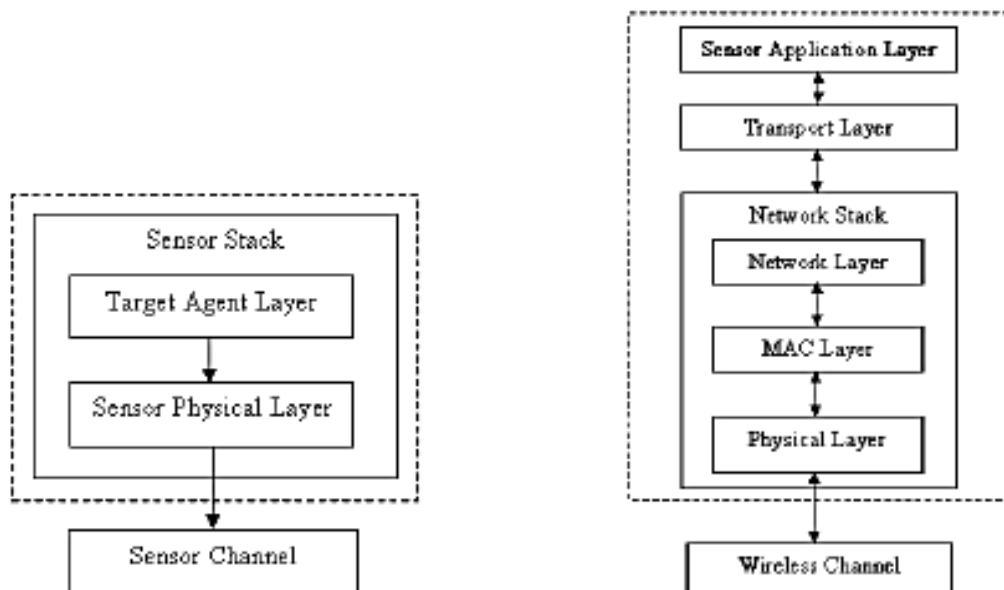 Sensor Stack
Target Agent Layer
Sensor Physical Layer
Sensor Channel
Sensor Application Layer
Transport Layer
Network Stack
Network Layer
MAC Layer
Physical Layer
Wireless Channel